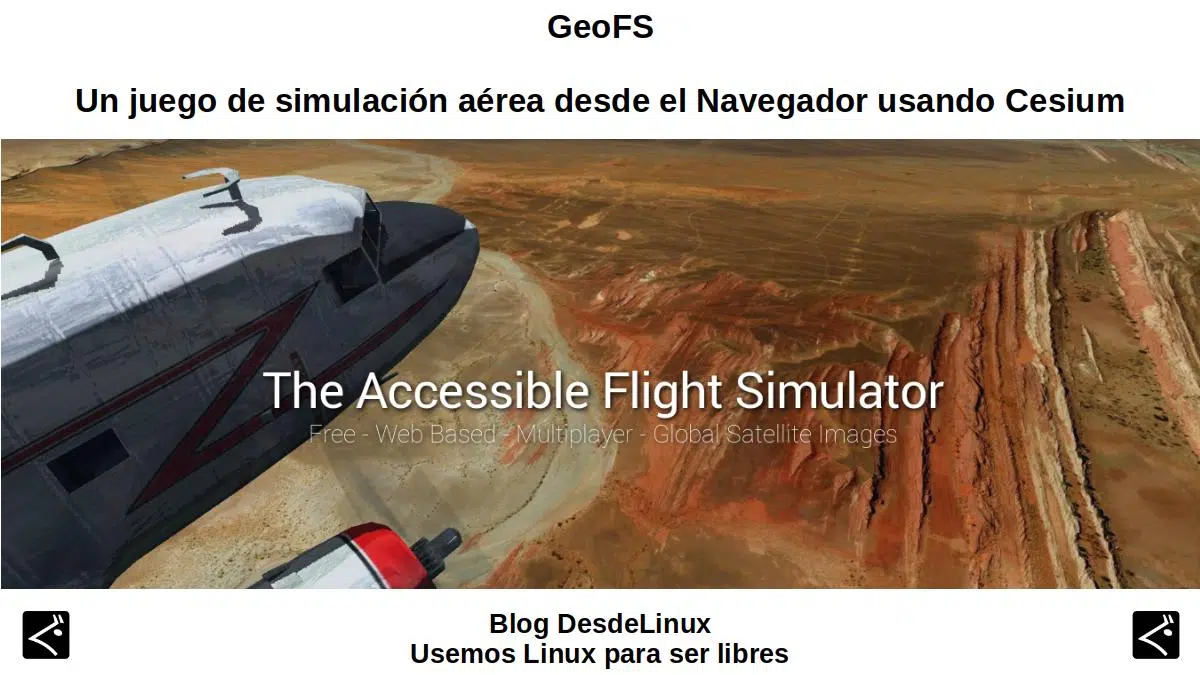 GeoFS
Un juego de simulación aérea desde el Navegador usando Cesium
The Accessible Flight Simulator
Free - Web Based - Multiplayer - Global Satellite Images
Blog DesdeLinux
Usemos Linux para ser libres